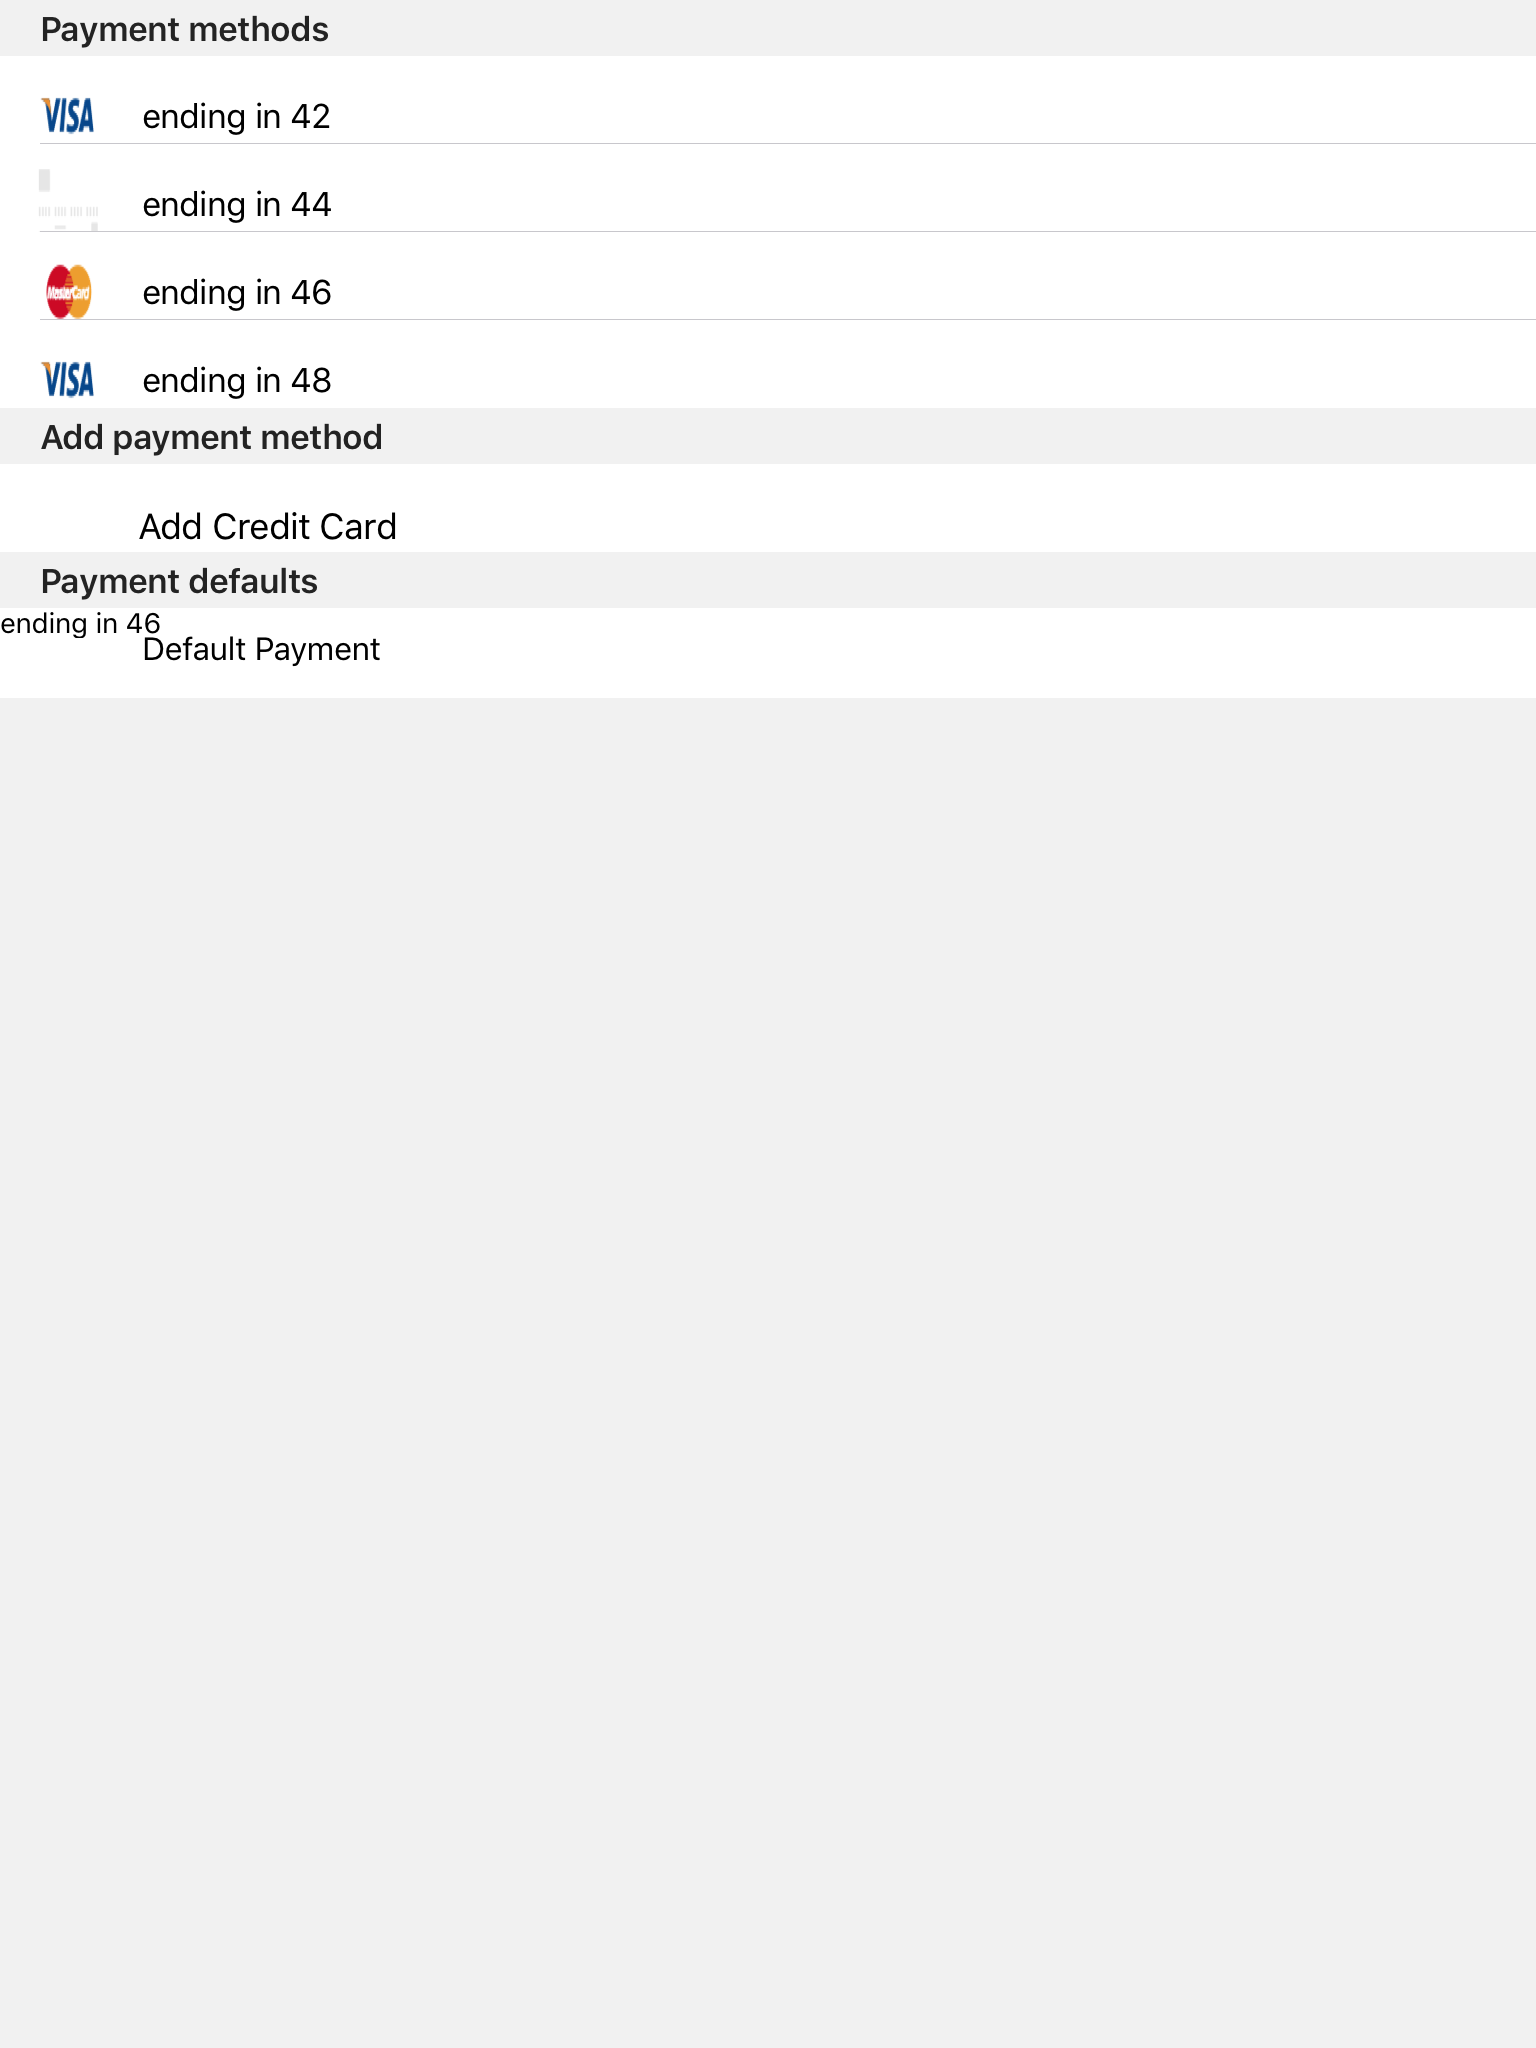 Payment methods
VISA ending in 42
ending in 44
MasterCard ending in 46
VISA ending in 48
Add payment method
Add Credit Card
Payment defaults
ending in 46
Default Payment